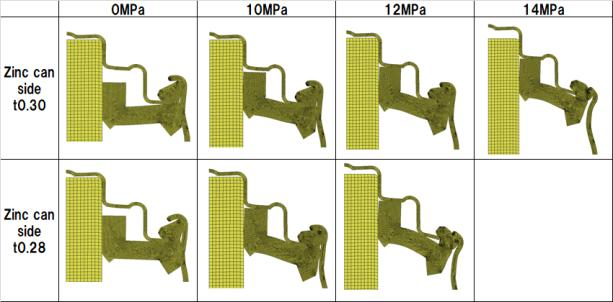 0MPa 10MPa 12MPa 14MPa
Zinc can
side
t0.30
Zinc can
side
t0.28